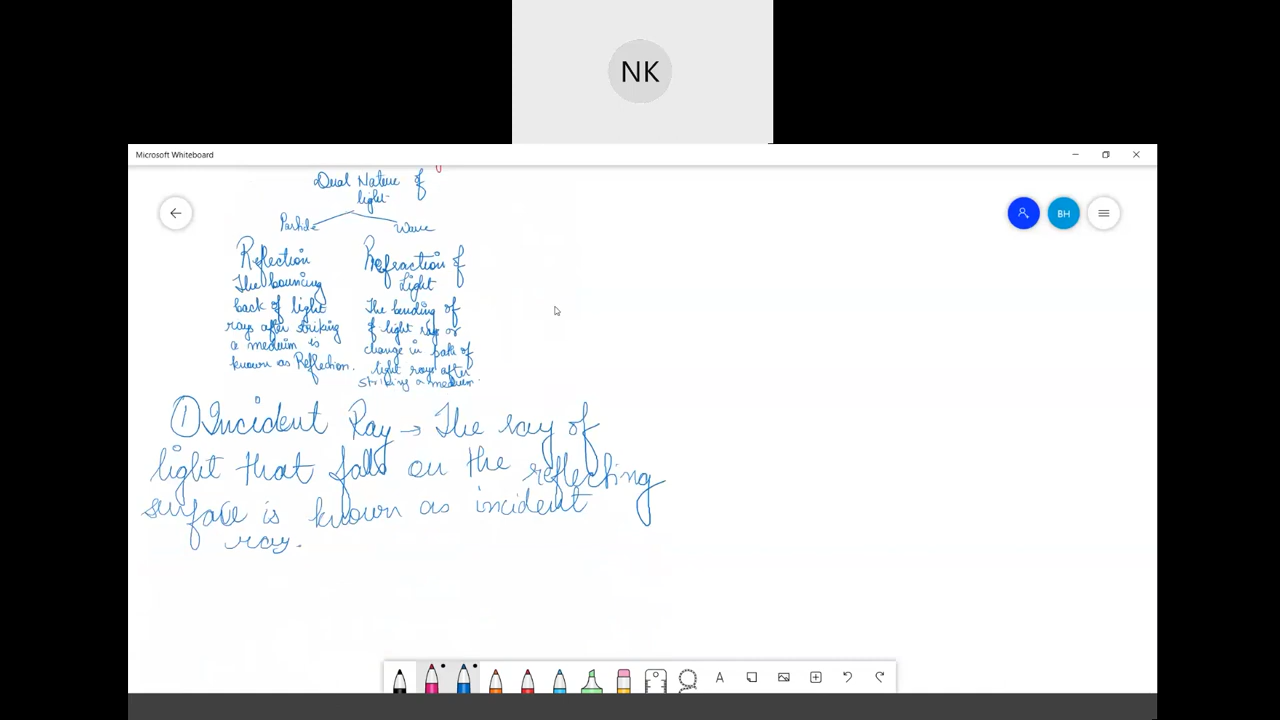 NK
Microsoft Whiteboard
BH
Dual Nature of
light
Particle
Wave
Reflection
The bouncing
back of light
rays after striking
a medium is
known as Reflection.
Refraction of
Light
The bending of
of light ray or
change in path of
light rays after
striking a medium.
① Incident Ray → The ray of
light that falls on the reflecting
surface is known as incident
ray.
A